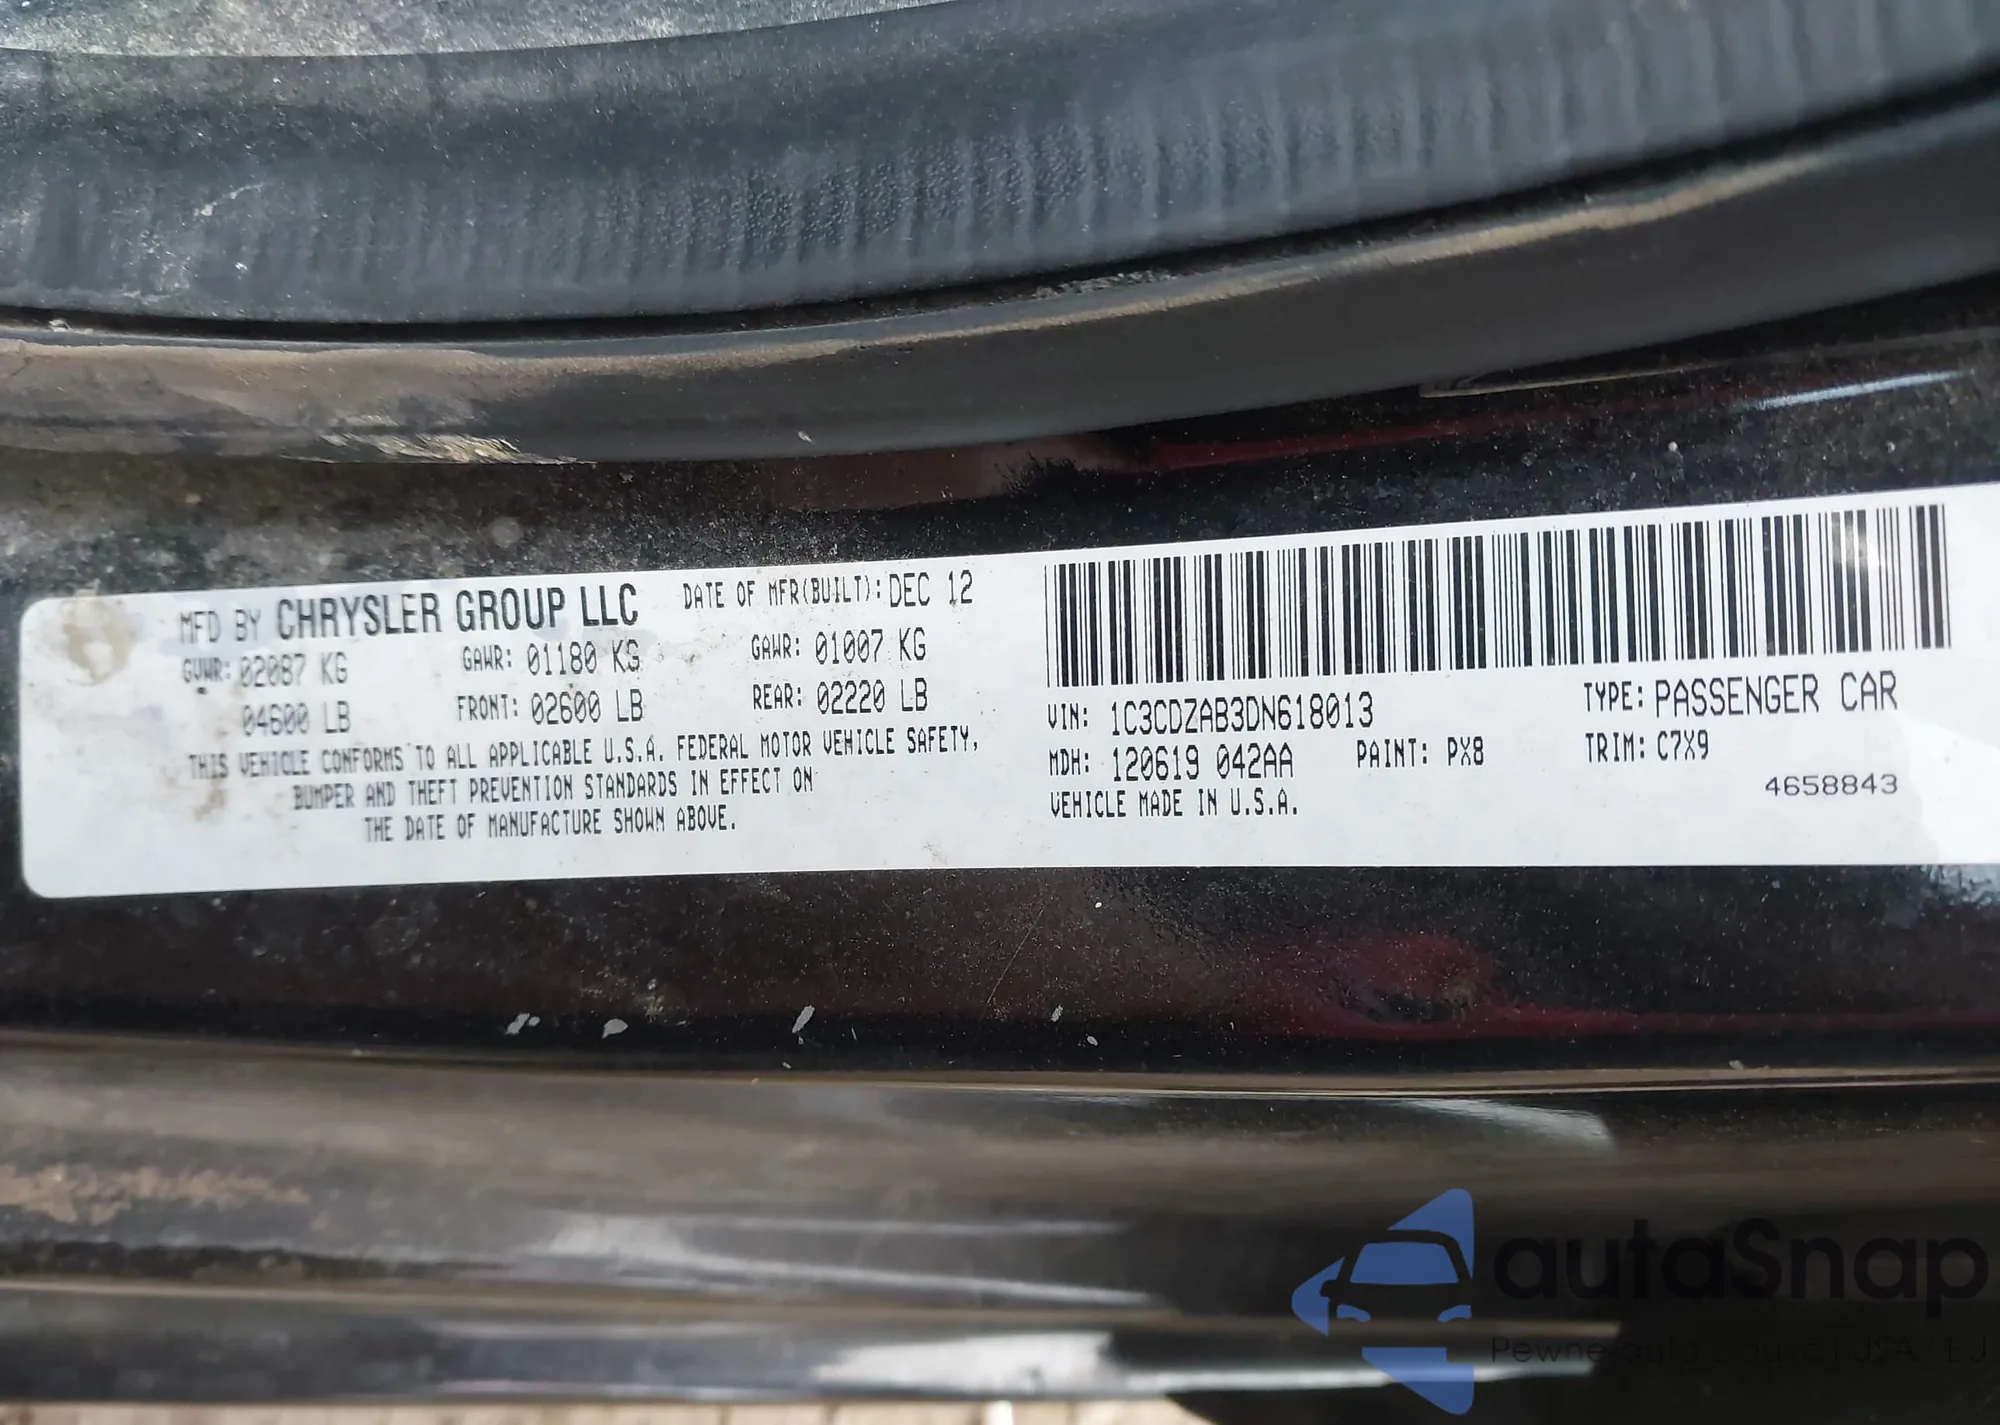 MFD BY CHRYSLER GROUP LLC DATE OF MFR(BUILT): DEC 12
GVWR: 02087 KG GAWR: 01180 KG GAWR: 01007 KG
04600 LB FRONT: 02600 LB REAR: 02220 LB
THIS VEHICLE CONFORMS TO ALL APPLICABLE U.S.A. FEDERAL MOTOR VEHICLE SAFETY,
BUMPER AND THEFT PREVENTION STANDARDS IN EFFECT ON
THE DATE OF MANUFACTURE SHOWN ABOVE.
VIN: 1C3CDZAB3DN618013 TYPE: PASSENGER CAR
MDH: 120619 042AA PAINT: PX8 TRIM: C7X9
VEHICLE MADE IN U.S.A. 4658843
autaSnap
Pewne auta z